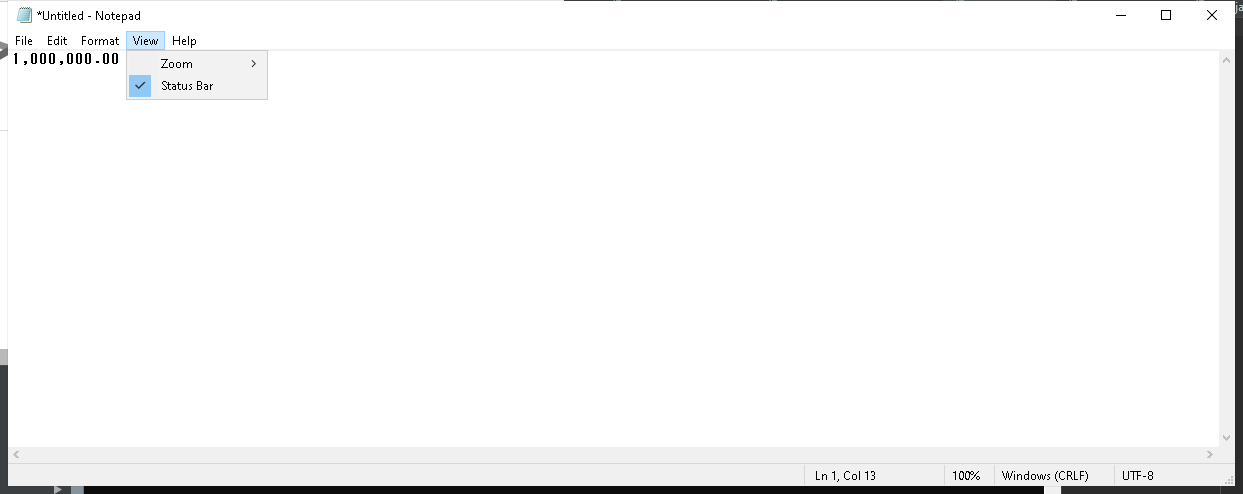 *Untitled - Notepad
File Edit Format View Help
1,000,000.00
Zoom
Status Bar
Ln 1, Col 13 100% Windows (CRLF) UTF-8